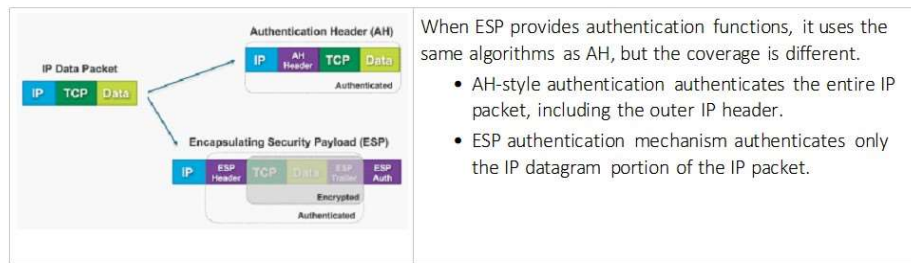 Authentication Header (AH)
IP AH Header TCP Data
Authenticated
IP Data Packet
IP TCP Data
Encapsulating Security Payload (ESP)
IP ESP Header TCP Data ESP Trailer ESP Auth
Encrypted
Authenticated
When ESP provides authentication functions, it uses the
same algorithms as AH, but the coverage is different.
• AH-style authentication authenticates the entire IP
packet, including the outer IP header.
• ESP authentication mechanism authenticates only
the IP datagram portion of the IP packet.